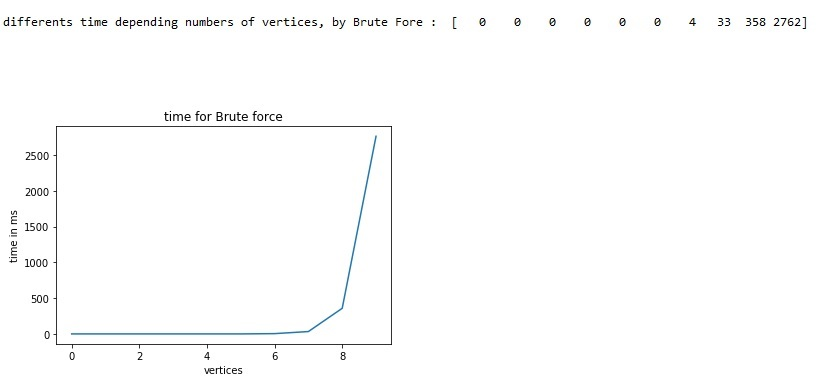 differents time depending numbers of vertices, by Brute Fore : [ 0 0 0 0 0 0 4 33 358 2762]
time for Brute force
2500
2000
1500
1000
500
0
time in ms
0 2 4 6 8
vertices